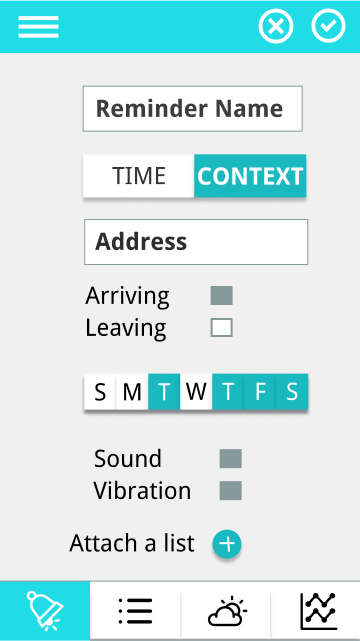 Reminder Name
TIME CONTEXT
Address
Arriving
Leaving
S M T W T F S
Sound
Vibration
Attach a list